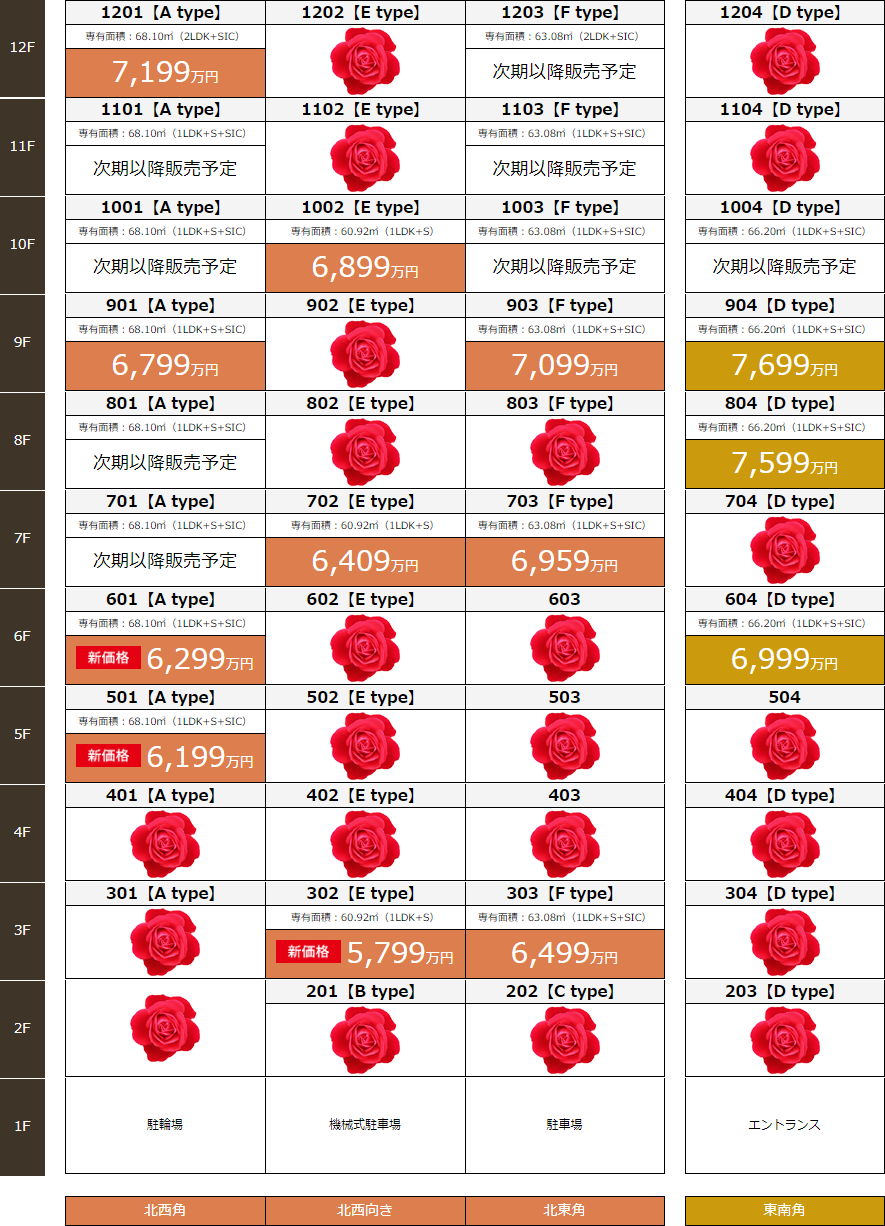 12F
1201【A type】
専有面積：68.10㎡（2LDK+SIC）
7,199万円
1202【E type】
1203【F type】
専有面積：63.08㎡（2LDK+SIC）
次期以降販売予定
1204【D type】
11F
1101【A type】
専有面積：68.10㎡（1LDK+S+SIC）
次期以降販売予定
1102【E type】
1103【F type】
専有面積：63.08㎡（1LDK+S+SIC）
次期以降販売予定
1104【D type】
10F
1001【A type】
専有面積：68.10㎡（1LDK+S+SIC）
次期以降販売予定
1002【E type】
専有面積：60.92㎡（1LDK+S）
6,899万円
1003【F type】
専有面積：63.08㎡（1LDK+S+SIC）
次期以降販売予定
1004【D type】
専有面積：66.20㎡（1LDK+S+SIC）
次期以降販売予定
9F
901【A type】
専有面積：68.10㎡（1LDK+S+SIC）
6,799万円
902【E type】
903【F type】
専有面積：63.08㎡（1LDK+S+SIC）
7,099万円
904【D type】
専有面積：66.20㎡（1LDK+S+SIC）
7,699万円
8F
801【A type】
専有面積：68.10㎡（1LDK+S+SIC）
次期以降販売予定
802【E type】
803【F type】
804【D type】
専有面積：66.20㎡（1LDK+S+SIC）
7,599万円
7F
701【A type】
専有面積：68.10㎡（1LDK+S+SIC）
次期以降販売予定
702【E type】
専有面積：60.92㎡（1LDK+S）
6,409万円
703【F type】
専有面積：63.08㎡（1LDK+S+SIC）
6,959万円
704【D type】
6F
601【A type】
専有面積：68.10㎡（1LDK+S+SIC）
新価格 6,299万円
602【E type】
603
604【D type】
専有面積：66.20㎡（1LDK+S+SIC）
6,999万円
5F
501【A type】
専有面積：68.10㎡（1LDK+S+SIC）
新価格 6,199万円
502【E type】
503
504
4F
401【A type】
402【E type】
403
404【D type】
3F
301【A type】
302【E type】
専有面積：60.92㎡（1LDK+S）
新価格 5,799万円
303【F type】
専有面積：63.08㎡（1LDK+S+SIC）
6,499万円
304【D type】
2F
201【B type】
202【C type】
203【D type】
1F
駐輪場
機械式駐車場
駐車場
エントランス
北西角
北西向き
北東角
東南角